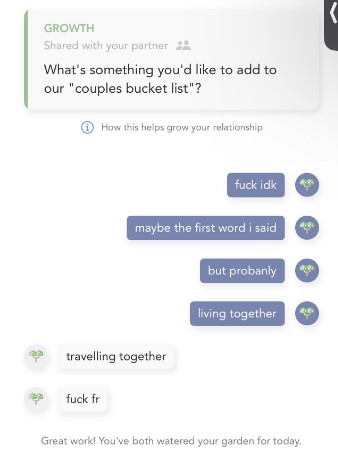 GROWTH
Shared with your partner
What's something you'd like to add to
our "couples bucket list"?
How this helps grow your relationship
fuck idk
maybe the first word i said
but probanly
living together
travelling together
fuck fr
Great work! You've both watered your garden for today.